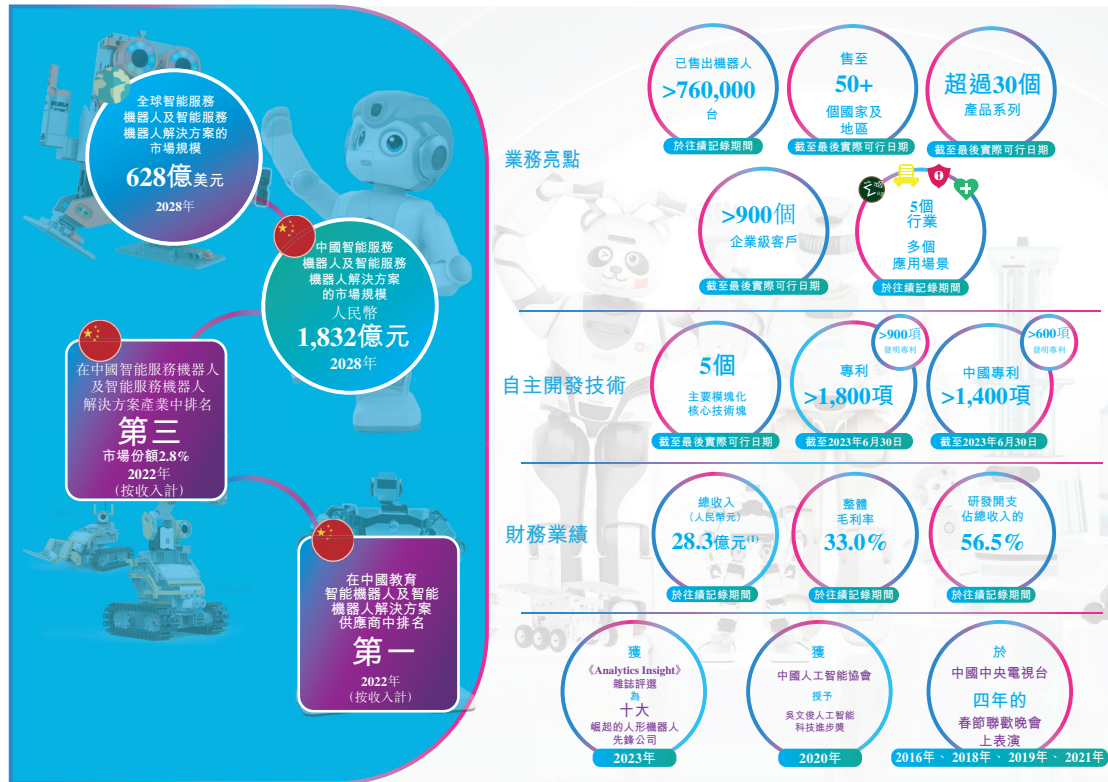 全球智能服務
機器人及智能服務
機器人解決方案的
市場規模
628億美元
2028年
中國智能服務
機器人及智能服務
機器人解決方案
的市場規模
人民幣
1,832億元
2028年
在中國智能服務機器人
及智能服務機器人
解決方案產業中排名
第三
市場份額2.8%
2022年
(按收入計)
在中國教育
智能機器人及智能
機器人解決方案
供應商中排名
第一
2022年
(按收入計)
業務亮點
已售出機器人
>760,000
台
於往績記錄期間
售至
50+
個國家及
地區
截至最後實際可行日期
超過30個
產品系列
截至最後實際可行日期
>900個
企業級客戶
截至最後實際可行日期
5個
行業
多個
應用場景
於往績記錄期間
自主開發技術
5個
主要模塊化
核心技術塊
截至最後實際可行日期
>900項
發明專利
專利
>1,800項
截至2023年6月30日
>600項
發明專利
中國專利
>1,400項
截至2023年6月30日
財務業績
總收入
(人民幣元)
28.3億元(1)
於往績記錄期間
整體
毛利率
33.0%
於往績記錄期間
研發開支
佔總收入的
56.5%
於往績記錄期間
獲
《Analytics Insight》
雜誌評選
為
十大
崛起的人形機器人
先鋒公司
2023年
獲
中國人工智能協會
授予
吳文俊人工智能
科技進步獎
2020年
於
中國中央電視台
四年的
春節聯歡晚會
上表演
2016年、2018年、2019年、2021年